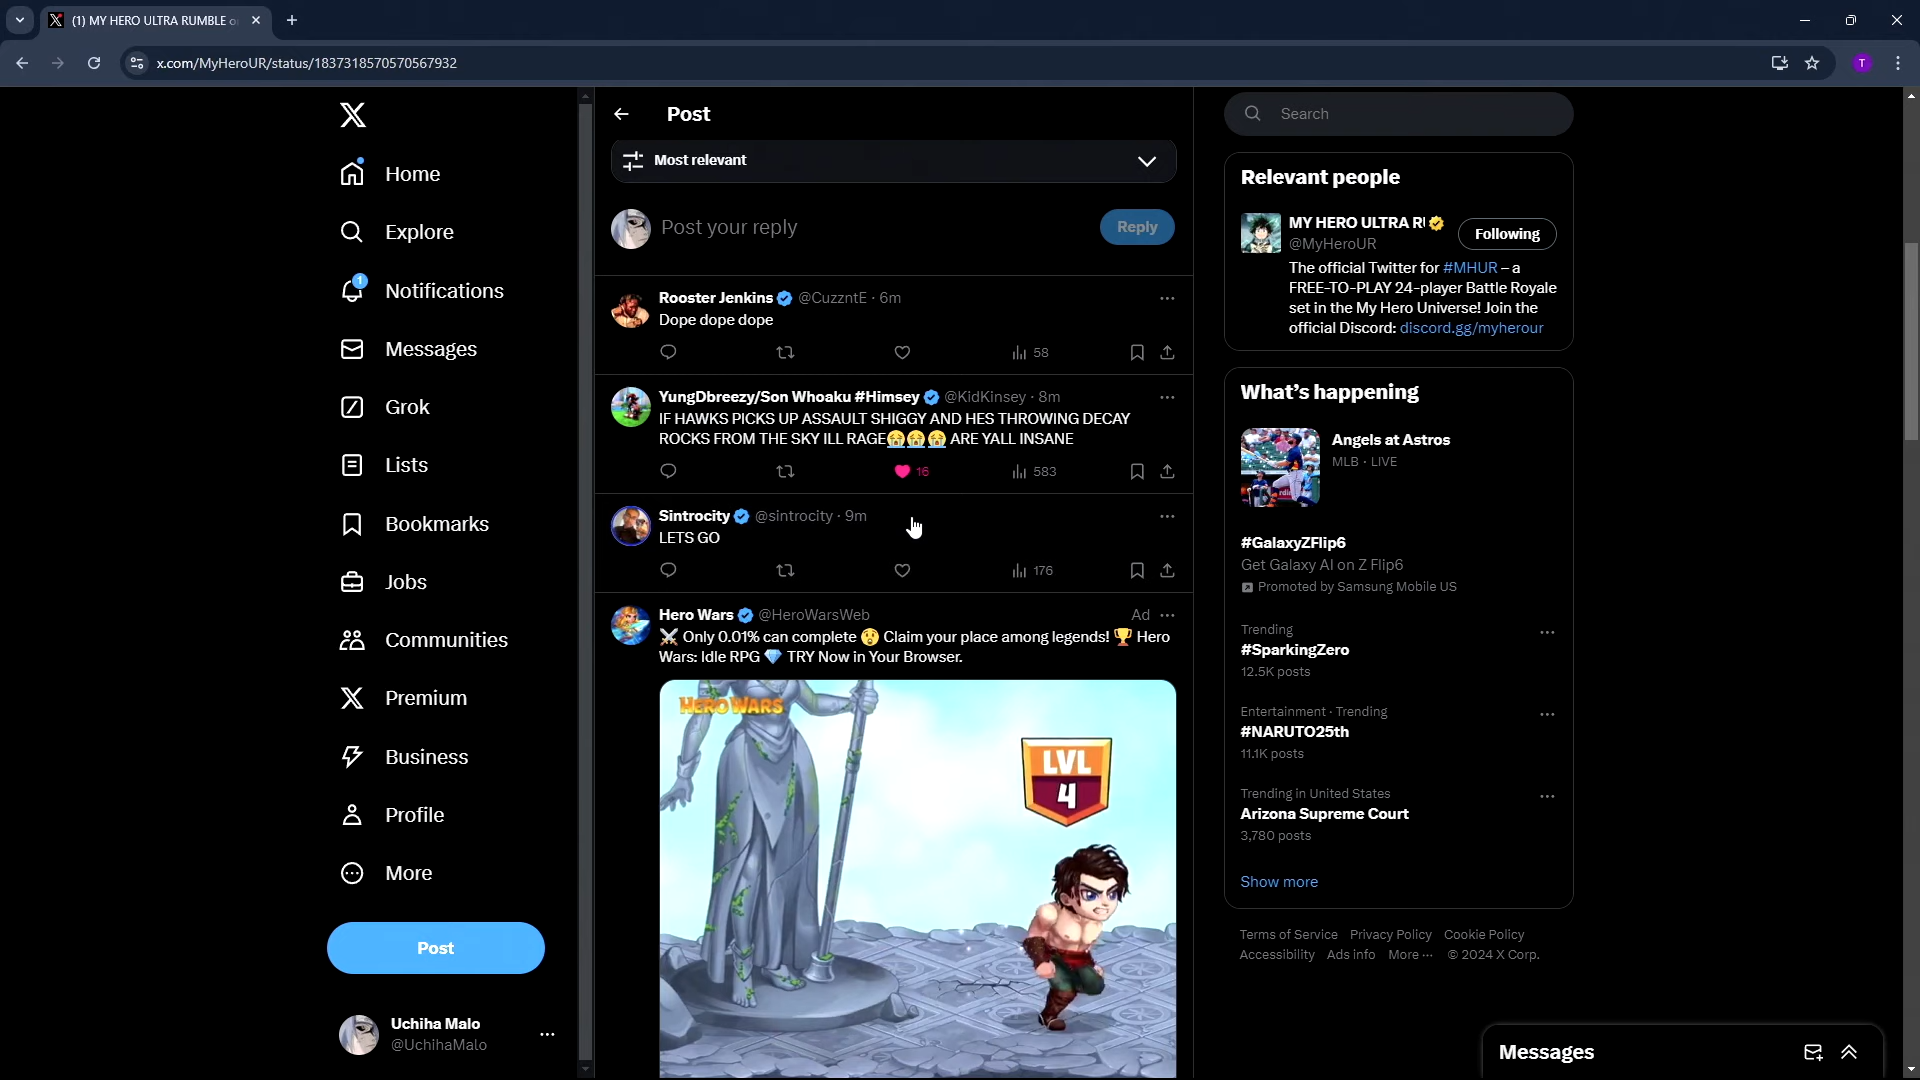 (1) MY HERO ULTRA RUMBLE o
x.com/MyHeroUR/status/1837318570570567932
T
Home
Explore
1
Notifications
Messages
Grok
Lists
Bookmarks
Jobs
Communities
Premium
Business
Profile
More
Post
Uchiha Malo
@UchihaMalo
Post
Most relevant
Post your reply
Reply
Rooster Jenkins @CuzzntE · 6m
Dope dope dope
58
YungDbreezy/Son Whoaku #Himsey @KidKinsey · 8m
IF HAWKS PICKS UP ASSAULT SHIGGY AND HES THROWING DECAY
ROCKS FROM THE SKY ILL RAGE😭😭😭 ARE YALL INSANE
16 583
Sintrocity @sintrocity · 9m
LETS GO
176
Hero Wars @HeroWarsWeb Ad
⚔️ Only 0.01% can complete 😲 Claim your place among legends! 🏆 Hero
Wars: Idle RPG 💎 TRY Now in Your Browser.
HERO WARS
LVL
4
Search
Relevant people
MY HERO ULTRA RU
@MyHeroUR
Following
The official Twitter for #MHUR – a
FREE-TO-PLAY 24-player Battle Royale
set in the My Hero Universe! Join the
official Discord: discord.gg/myherour
What's happening
Angels at Astros
MLB · LIVE
#GalaxyZFlip6
Get Galaxy AI on Z Flip6
Promoted by Samsung Mobile US
Trending
#SparkingZero
12.5K posts
Entertainment · Trending
#NARUTO25th
11.1K posts
Trending in United States
Arizona Supreme Court
3,780 posts
Show more
Terms of Service Privacy Policy Cookie Policy
Accessibility Ads info More ··· © 2024 X Corp.
Messages